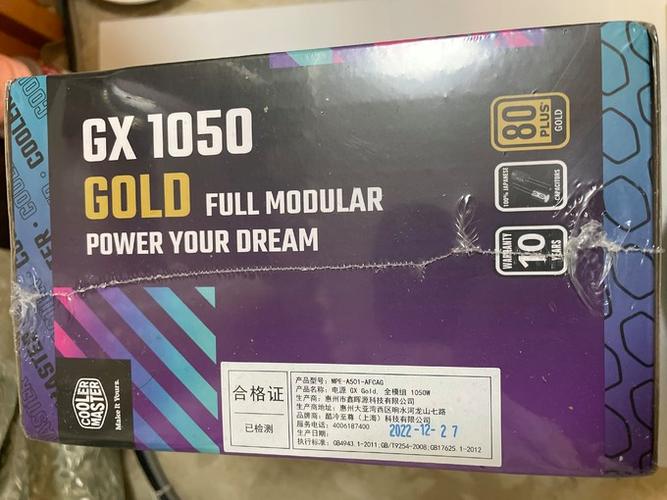 GX 1050
GOLD FULL MODULAR
POWER YOUR DREAM
80
PLUS
GOLD
100% JAPANESE
CAPACITORS
WARRANTY
10
YEARS
COOLER
MASTER
Make It Yours.
合格证
已检测
产品型号: MPE-A501-AFCAG
产品名称: 电源 GX Gold, 全模组 1050W
生产商: 惠州市鑫晖源科技有限公司
生产商地址: 惠州大亚湾西区响水河龙山七路
品牌商: 酷冷至尊(上海)科技有限公司
服务电话: 4006187400
生产日期: 2022-12-27
执行标准: GB4943.1-2011;GB/T9254-2008;GB17625.1-2012